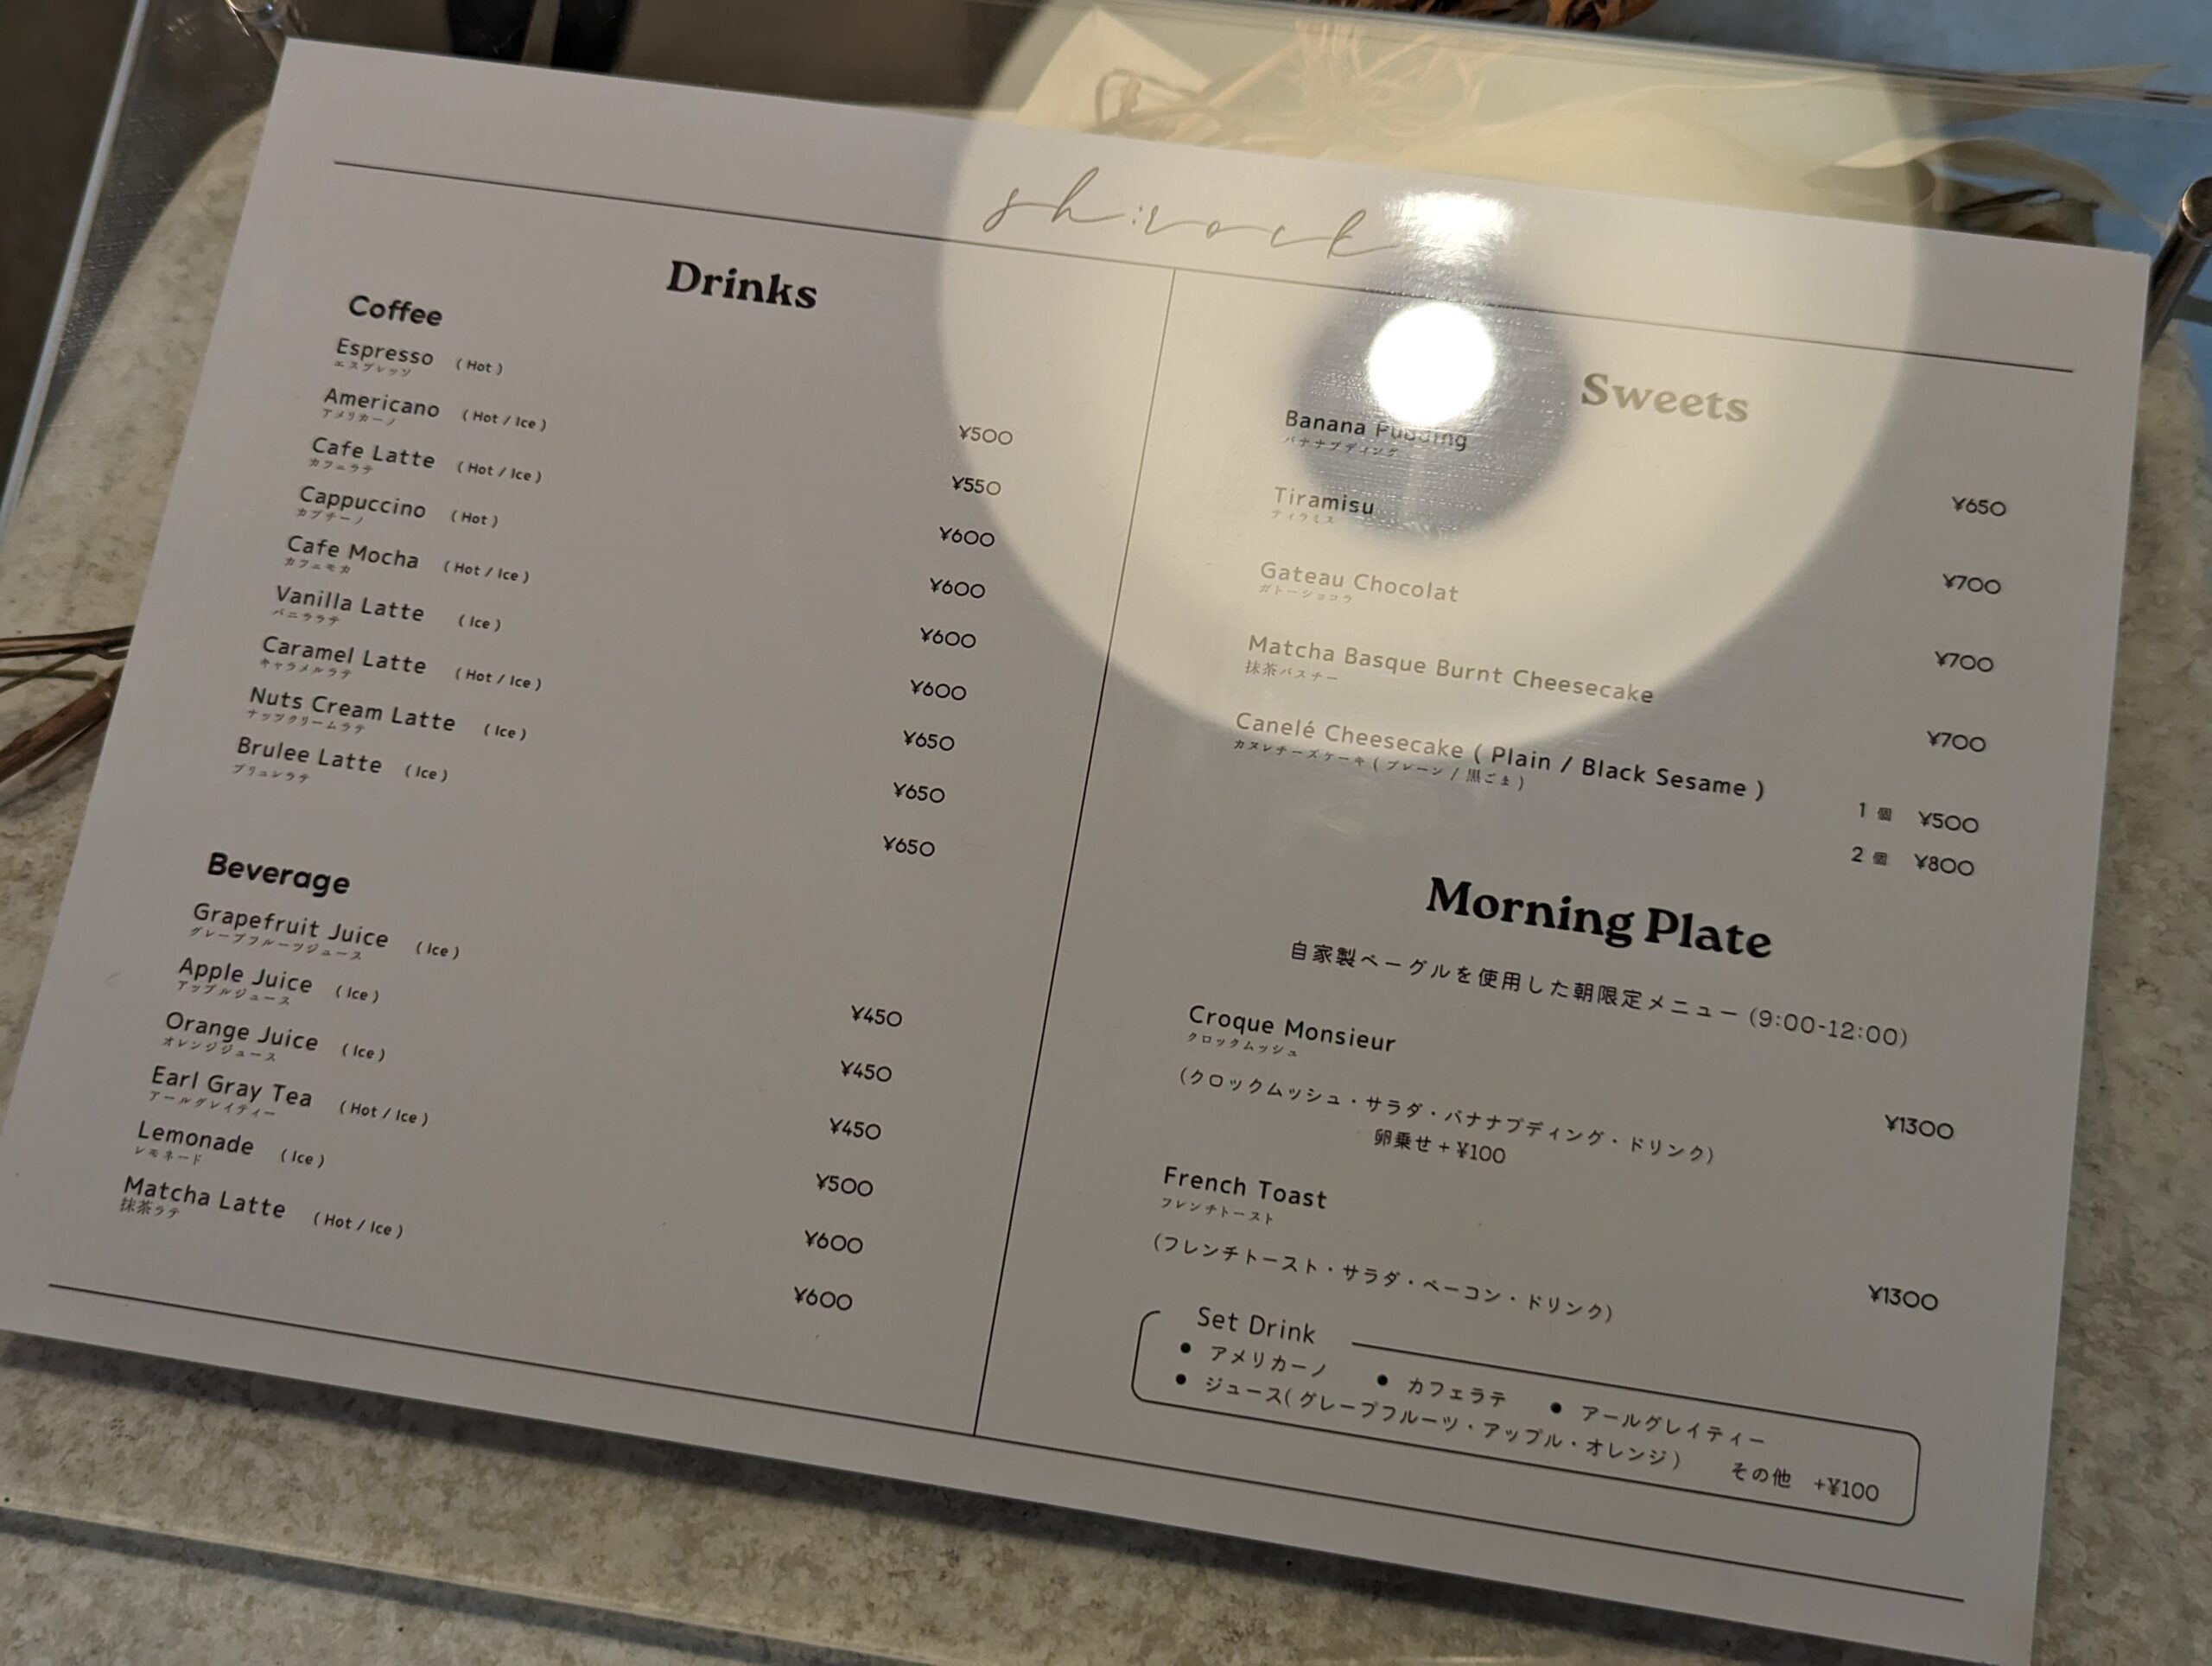 sh:rock
Drinks
Coffee
Espresso ( Hot ) ¥500
エスプレッソ
Americano ( Hot / Ice ) ¥550
アメリカーノ
Cafe Latte ( Hot / Ice ) ¥600
カフェラテ
Cappuccino ( Hot ) ¥600
カプチーノ
Cafe Mocha ( Hot / Ice ) ¥600
カフェモカ
Vanilla Latte ( Ice ) ¥600
バニララテ
Caramel Latte ( Hot / Ice ) ¥650
キャラメルラテ
Nuts Cream Latte ( Ice ) ¥650
ナッツクリームラテ
Brulee Latte ( Ice ) ¥650
ブリュレラテ
Beverage
Grapefruit Juice ( Ice ) ¥450
グレープフルーツジュース
Apple Juice ( Ice ) ¥450
アップルジュース
Orange Juice ( Ice ) ¥450
オレンジジュース
Earl Gray Tea ( Hot / Ice ) ¥500
アールグレイティー
Lemonade ( Ice ) ¥600
レモネード
Matcha Latte ( Hot / Ice ) ¥600
抹茶ラテ
Sweets
Banana Pudding ¥650
バナナプディング
Tiramisu ¥700
ティラミス
Gateau Chocolat ¥700
ガトーショコラ
Matcha Basque Burnt Cheesecake ¥700
抹茶バスチー
Canelé Cheesecake ( Plain / Black Sesame )
カヌレチーズケーキ ( プレーン / 黒ごま )
1 個 ¥500
2 個 ¥800
Morning Plate
自家製ベーグルを使用した朝限定メニュー (9:00-12:00)
Croque Monsieur
クロックムッシュ
¥1300
(クロックムッシュ・サラダ・バナナプディング・ドリンク)
卵乗せ + ¥100
French Toast
フレンチトースト
¥1300
(フレンチトースト・サラダ・ベーコン・ドリンク)
Set Drink
● アメリカーノ ● カフェラテ ● アールグレイティー
● ジュース( グレープフルーツ・アップル・オレンジ ) その他 +¥100